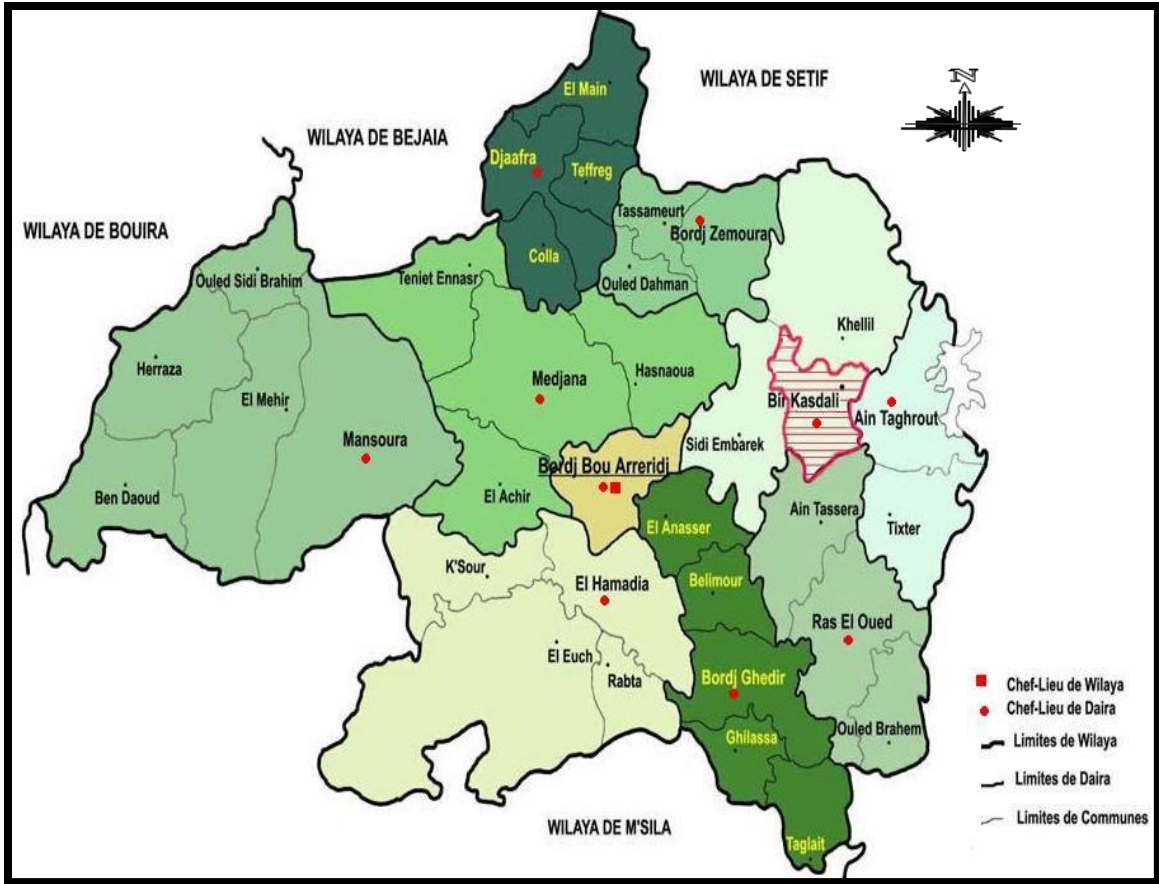 WILAYA DE SETIF
N
El Main
WILAYA DE BEJAIA
Djaafra
Teffreg
WILAYA DE BOUIRA
Tassameurt
Bordj Zemoura
Colla
Ouled Sidi Brahim
Teniet Ennasr
Ouled Dahman
Khellil
Herraza
Medjana
Hasnaoua
El Mehir
Bir Kasdali
Ain Taghrout
Mansoura
Sidi Embarek
Bordj Bou Arreridj
Ben Daoud
El Achir
Ain Tassera
El Anasser
Tixter
K'Sour
El Hamadia
Belimour
Ras El Oued
El Euch
Rabta
Bordj Ghedir
Ouled Brahem
Ghilassa
Taglait
WILAYA DE M'SILA
Chef-Lieu de Wilaya
Chef-Lieu de Daira
Limites de Wilaya
Limites de Daira
Limites de Communes